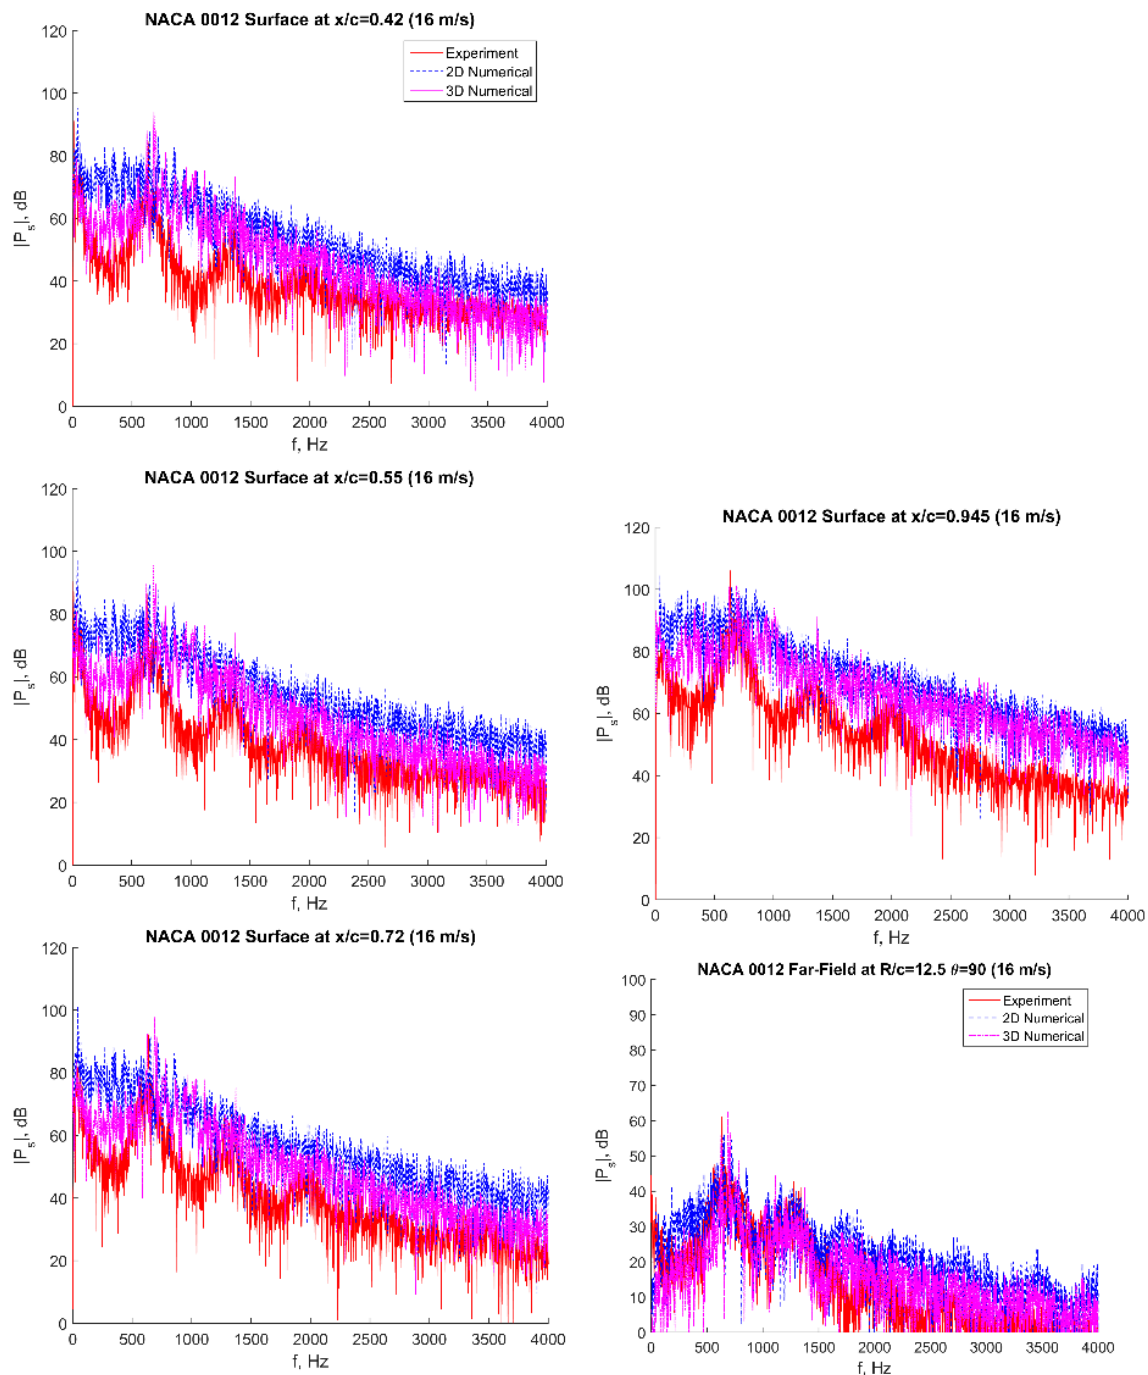 NACA 0012 Surface at x/c=0.42 (16 m/s)
Experiment
2D Numerical
3D Numerical
120
100
80
60
40
20
0
|P_s|, dB
0 500 1000 1500 2000 2500 3000 3500 4000
f, Hz
NACA 0012 Surface at x/c=0.55 (16 m/s)
120
100
80
60
40
20
0
|P_s|, dB
0 500 1000 1500 2000 2500 3000 3500 4000
f, Hz
NACA 0012 Surface at x/c=0.72 (16 m/s)
120
100
80
60
40
20
0
|P_s|, dB
0 500 1000 1500 2000 2500 3000 3500 4000
f, Hz
NACA 0012 Surface at x/c=0.945 (16 m/s)
120
100
80
60
40
20
0
|P_s|, dB
0 500 1000 1500 2000 2500 3000 3500 4000
f, Hz
NACA 0012 Far-Field at R/c=12.5 θ=90 (16 m/s)
Experiment
2D Numerical
3D Numerical
100
90
80
70
60
50
40
30
20
10
0
|P_s|, dB
0 500 1000 1500 2000 2500 3000 3500 4000
f, Hz